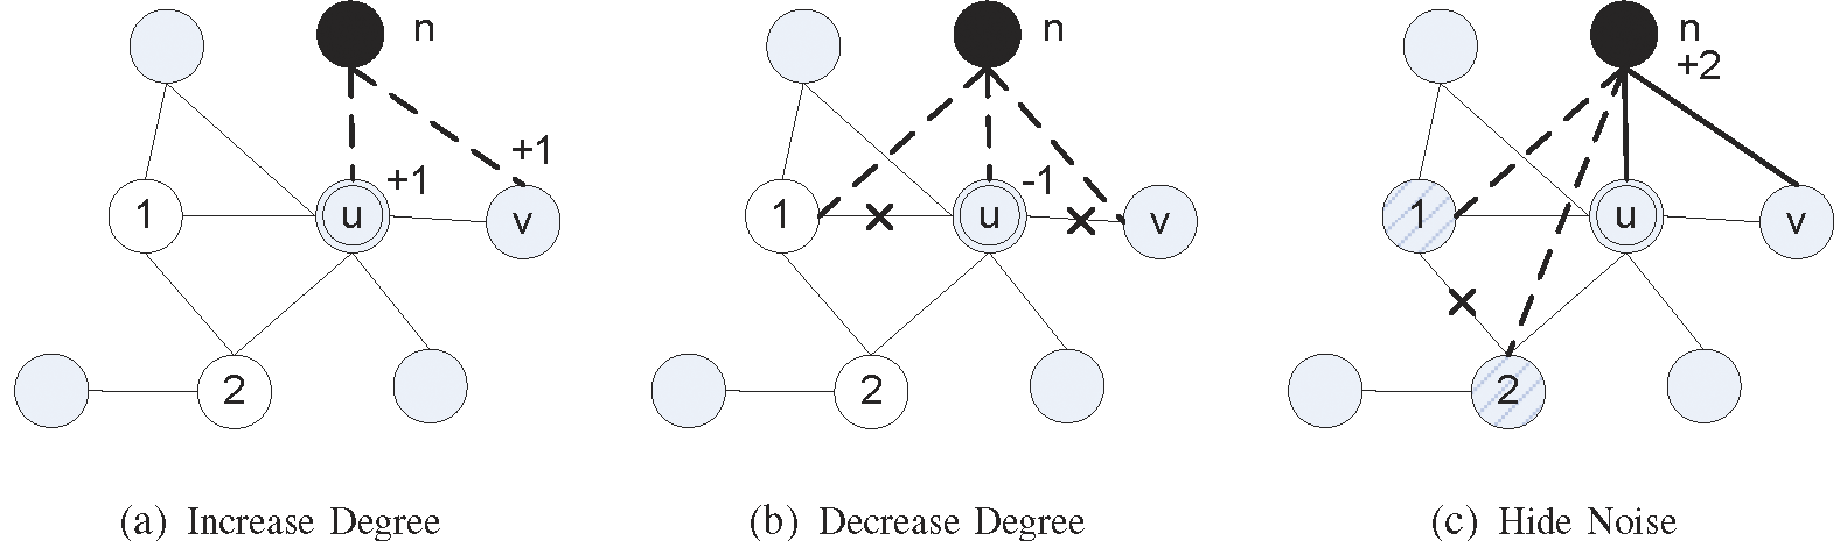 n
+1
+1
1
u
v
2
(a) Increase Degree
n
-1
1
u
v
2
(b) Decrease Degree
n
+2
1
u
v
2
(c) Hide Noise